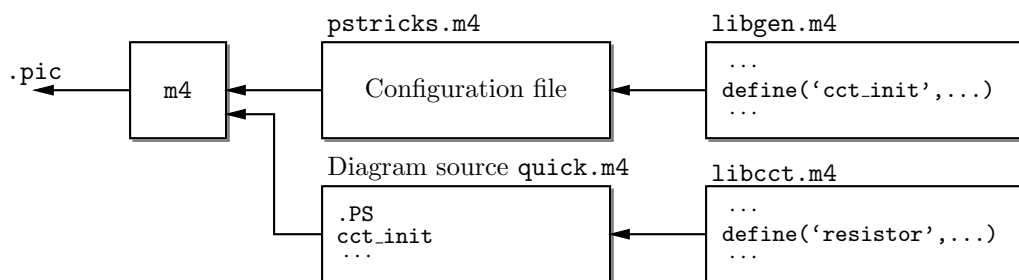 pstricks.m4
libgen.m4
.pic
m4
Configuration file
...
define(‘cct_init’,...)
...
Diagram source quick.m4
libcct.m4
.PS
cct_init
...
...
define(‘resistor’,...)
...